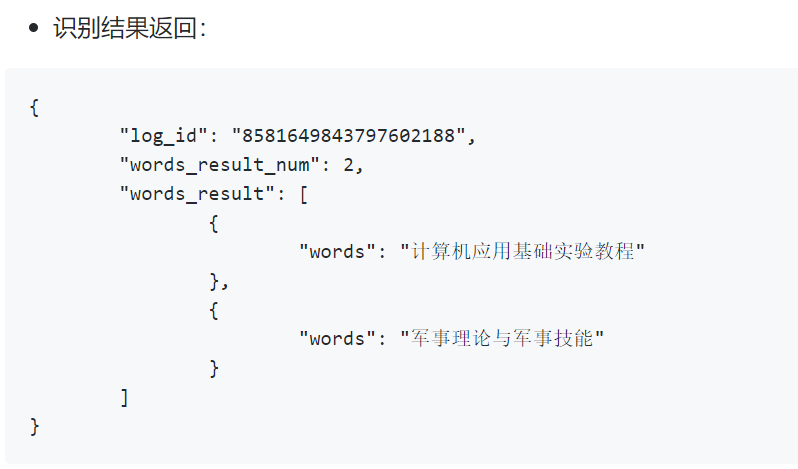 识别结果返回：
{
"log_id": "8581649843797602188",
"words_result_num": 2,
"words_result": [
{
"words": "计算机应用基础实验教程"
},
{
"words": "军事理论与军事技能"
}
]
}